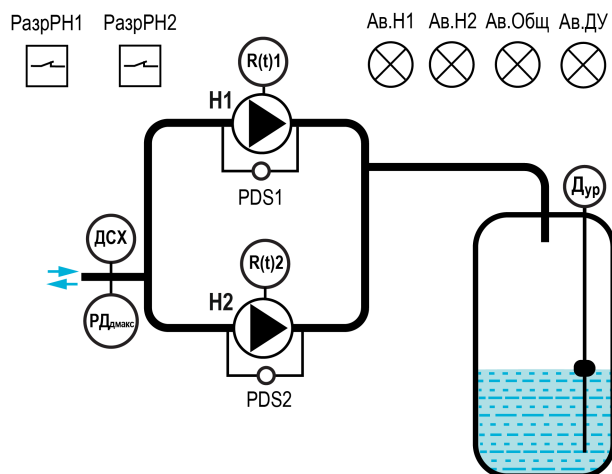 РазрРН1
РазрРН2
Ав.Н1
Ав.Н2
Ав.Общ
Ав.ДУ
R(t)1
Н1
PDS1
Дур
ДСХ
R(t)2
Н2
РДдмакс
PDS2